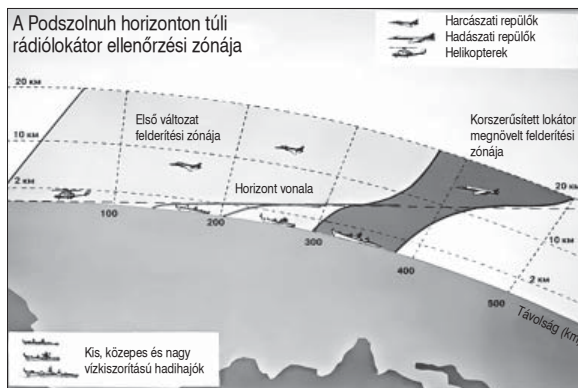 A Podszolnuh horizonton túli
rádiólokátor ellenőrzési zónája
Harcászati repülők
Hadászati repülők
Helikopterek
20 км
10 км
2 км
Első változat
felderítési zónája
Korszerűsített lokátor
megnövelt felderítési
zónája
Horizont vonala
20 км
10 км
2 км
100
200
300
400
500
Távolság (km)
Kis, közepes és nagy
vízkiszorítású hadihajók